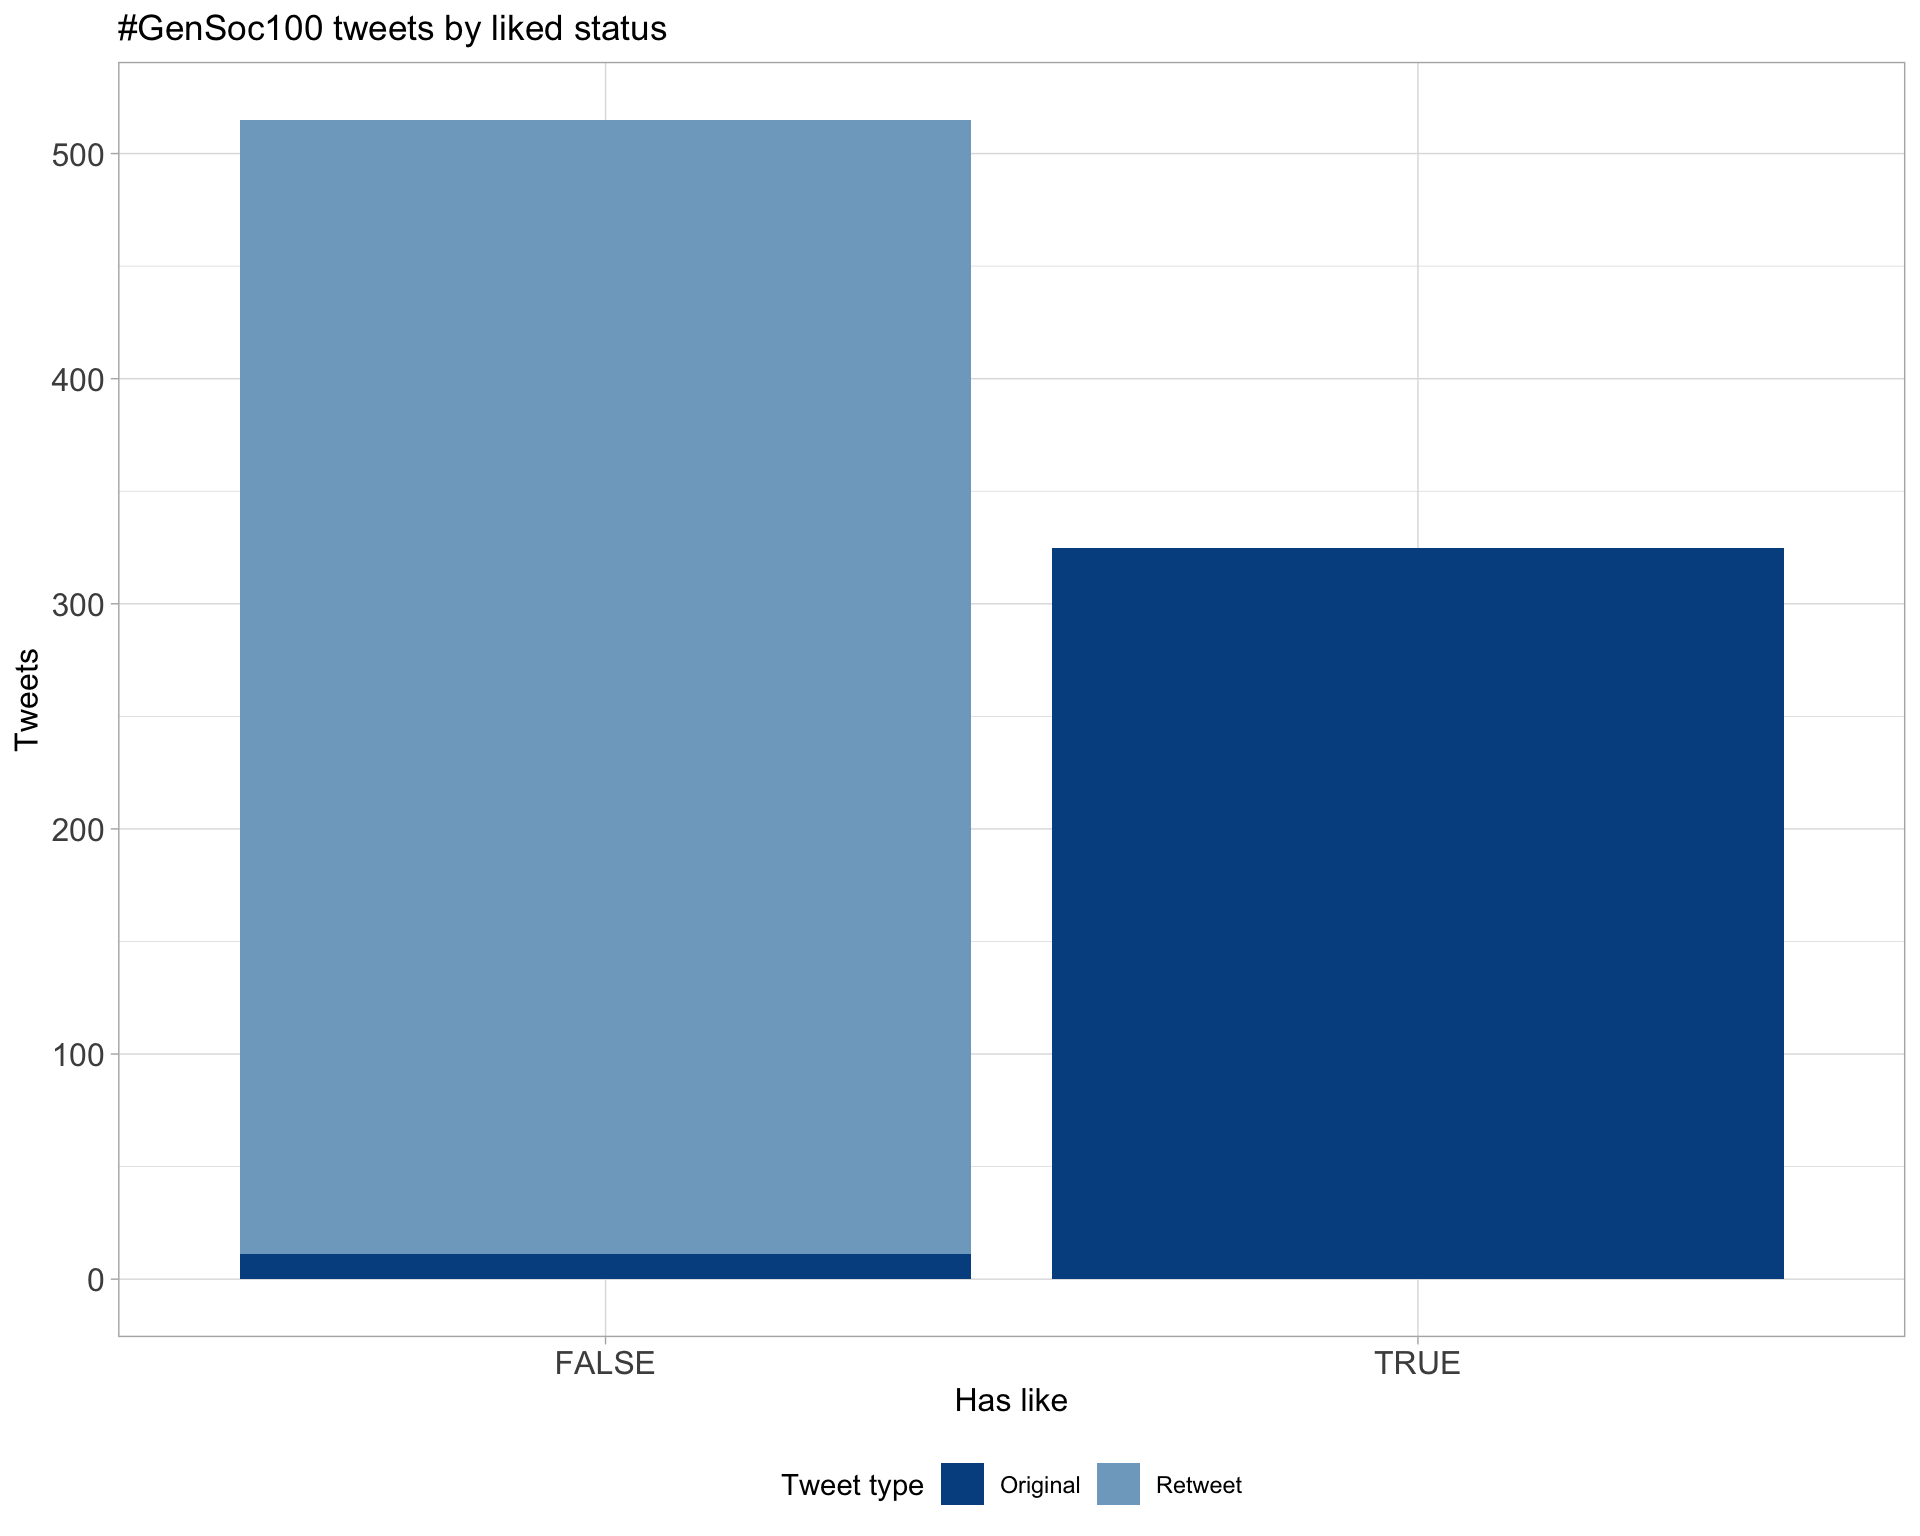 #GenSoc100 tweets by liked status
500
400
300
200
100
0
Tweets
FALSE
TRUE
Has like
Tweet type Original Retweet